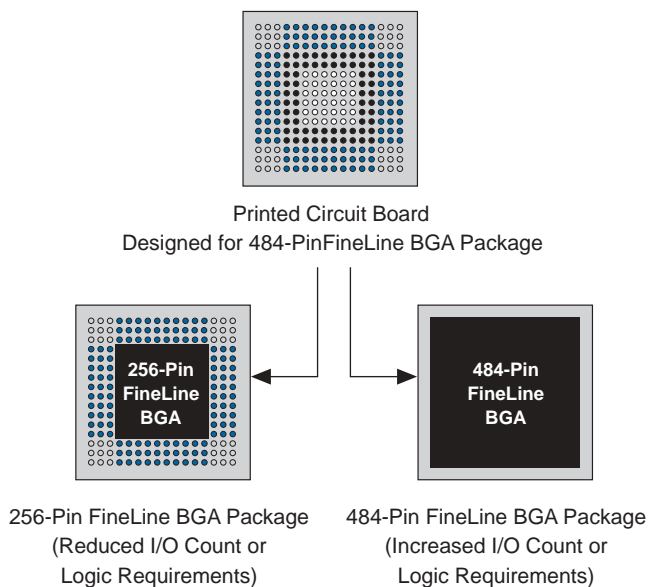 Printed Circuit Board
Designed for 484-PinFineLine BGA Package
256-Pin
FineLine
BGA
484-Pin
FineLine
BGA
256-Pin FineLine BGA Package
(Reduced I/O Count or
Logic Requirements)
484-Pin FineLine BGA Package
(Increased I/O Count or
Logic Requirements)